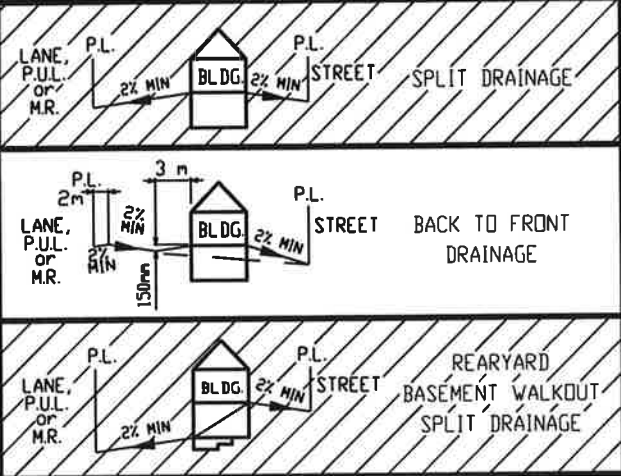 P.L.
LANE,
P.U.L.
or
M.R.
2% MIN
BLDG.
2% MIN
P.L.
STREET
SPLIT DRAINAGE
3 m
P.L.
2m
2%
MIN
LANE,
P.U.L.
or
M.R.
2%
MIN
150mm
BLDG.
2% MIN
P.L.
STREET
BACK TO FRONT
DRAINAGE
P.L.
LANE,
P.U.L.
or
M.R.
2% MIN
BLDG.
2% MIN
P.L.
STREET
REARYARD
BASEMENT WALKOUT
SPLIT DRAINAGE